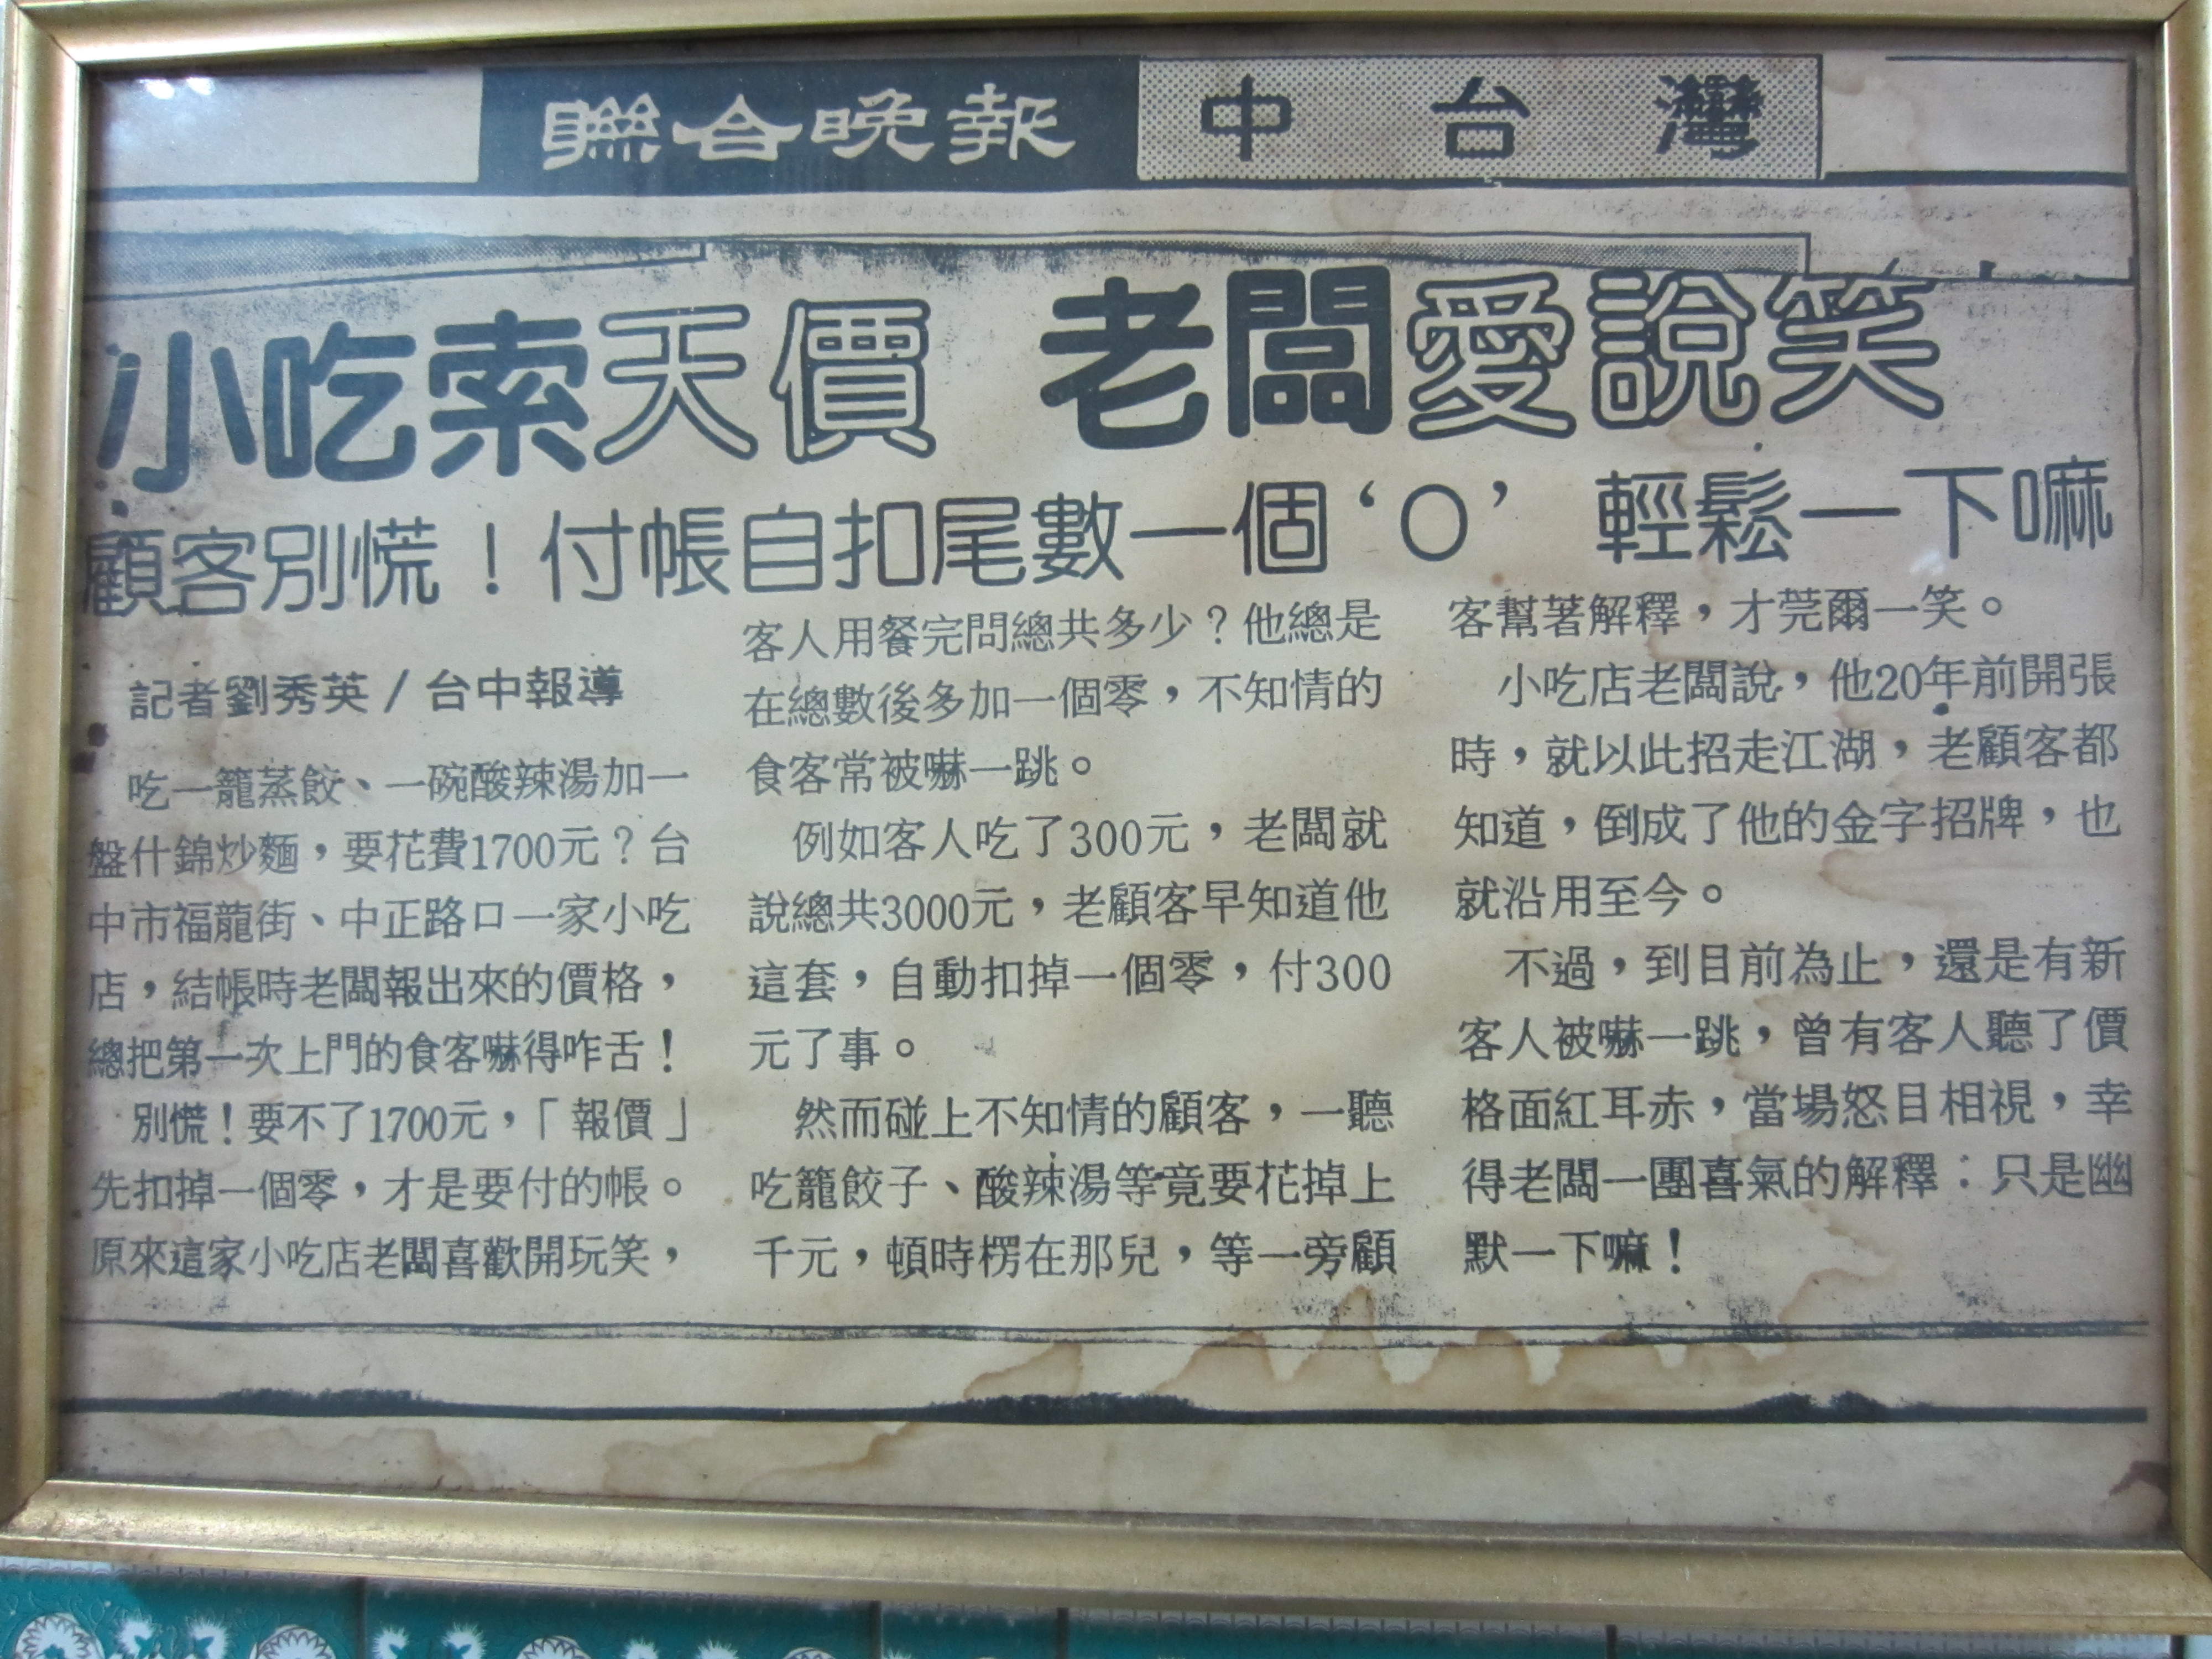 聯合晚報 中台灣
小吃索天價 老闆愛說笑
顧客別慌！付帳自扣尾數一個‘O’ 輕鬆一下嘛
記者劉秀英/台中報導
吃一籠蒸餃、一碗酸辣湯加一
盤什錦炒麵，要花費1700元？台
中市福龍街、中正路口一家小吃
店，結帳時老闆報出來的價格，
總把第一次上門的食客嚇得咋舌！
別慌！要不了1700元，「報價」
先扣掉一個零，才是要付的帳。
原來這家小吃店老闆喜歡開玩笑，
客人用餐完問總共多少？他總是
在總數後多加一個零，不知情的
食客常被嚇一跳。
例如客人吃了300元，老闆就
說總共3000元，老顧客早知道他
這套，自動扣掉一個零，付300
元了事。
然而碰上不知情的顧客，一聽
吃籠餃子、酸辣湯等竟要花掉上
千元，頓時楞在那兒，等一旁顧
客幫著解釋，才莞爾一笑。
小吃店老闆說，他20年前開張
時，就以此招走江湖，老顧客都
知道，倒成了他的金字招牌，也
就沿用至今。
不過，到目前為止，還是有新
客人被嚇一跳，曾有客人聽了價
格面紅耳赤，當場怒目相視，幸
得老闆一團喜氣的解釋：只是幽
默一下嘛！